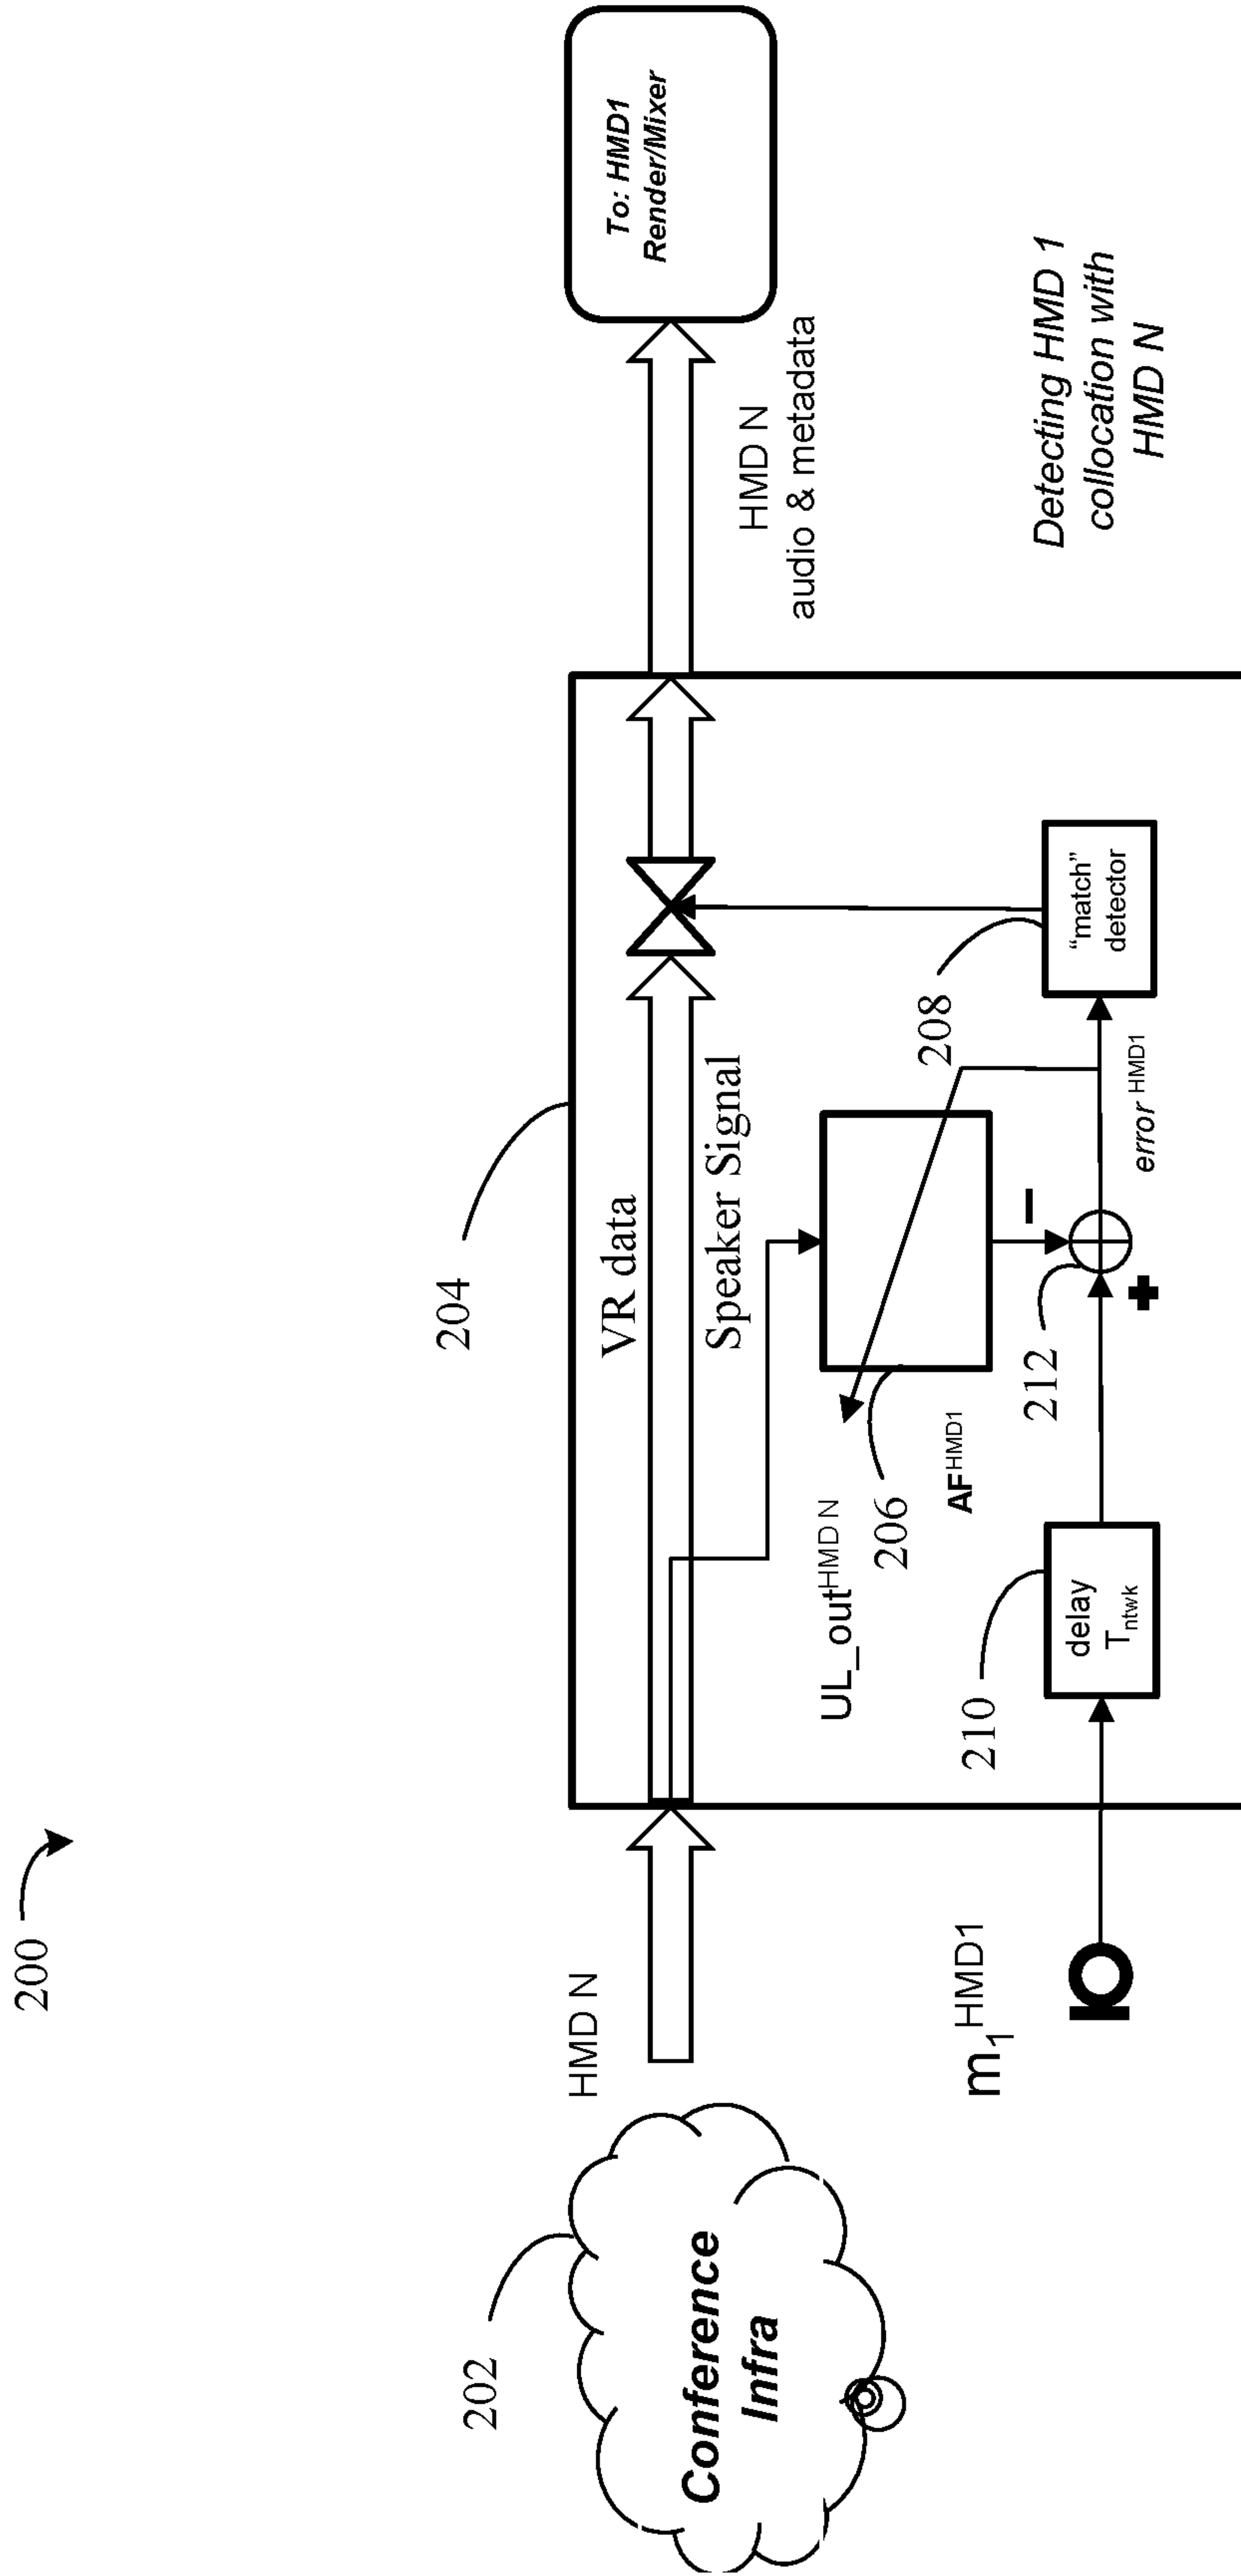 200
202
Conference
Infra
HMD N
m1HMD1
204
VR data
Speaker Signal
UL_outHMD N
206
AFHMD1
210
delay
Tntwk
212
+
−
errorHMD1
208
“match”
detector
HMD N
audio & metadata
To: HMD1
Render/Mixer
Detecting HMD 1
collocation with
HMD N